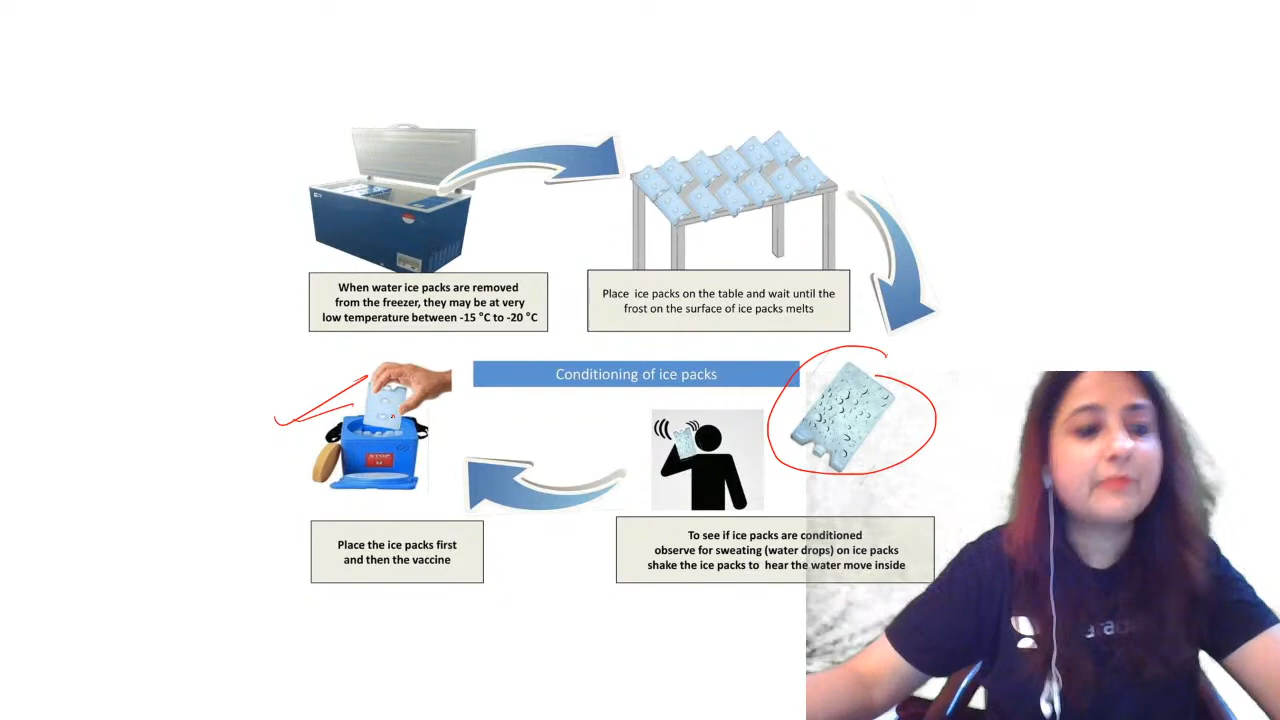 When water ice packs are removed
from the freezer, they may be at very
low temperature between -15 °C to -20 °C
Place ice packs on the table and wait until the
frost on the surface of ice packs melts
Conditioning of ice packs
STOP
Place the ice packs first
and then the vaccine
To see if ice packs are conditioned
observe for sweating (water drops) on ice packs
shake the ice packs to hear the water move inside